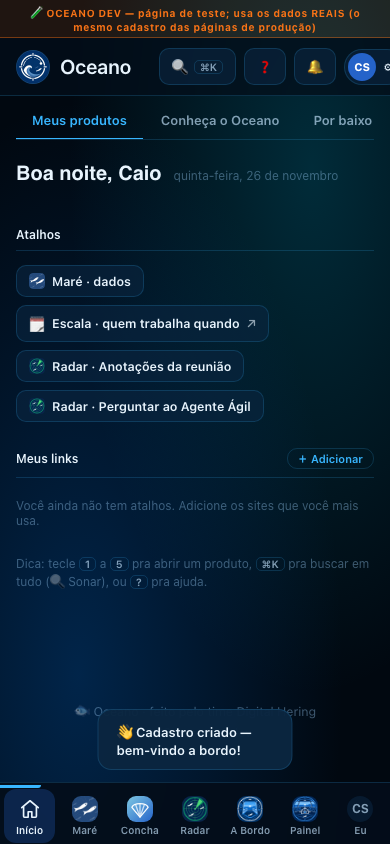 OCEANO DEV — página de teste; usa os dados REAIS (o
mesmo cadastro das páginas de produção)
Oceano
⌘K
?
CS
Meus produtos
Conheça o Oceano
Por baixo
Boa noite, Caio
quinta-feira, 26 de novembro
Atalhos
Maré · dados
Escala · quem trabalha quando ↗
Radar · Anotações da reunião
Radar · Perguntar ao Agente Ágil
Meus links
+ Adicionar
Você ainda não tem atalhos. Adicione os sites que você mais
usa.
Dica: tecle 1 a 5 pra abrir um produto, ⌘K pra buscar em
tudo (🔍 Sonar), ou ? pra ajuda.
👋 Cadastro criado —
bem-vindo a bordo!
Início
Maré
Concha
Radar
A Bordo
Painel
CS
Eu